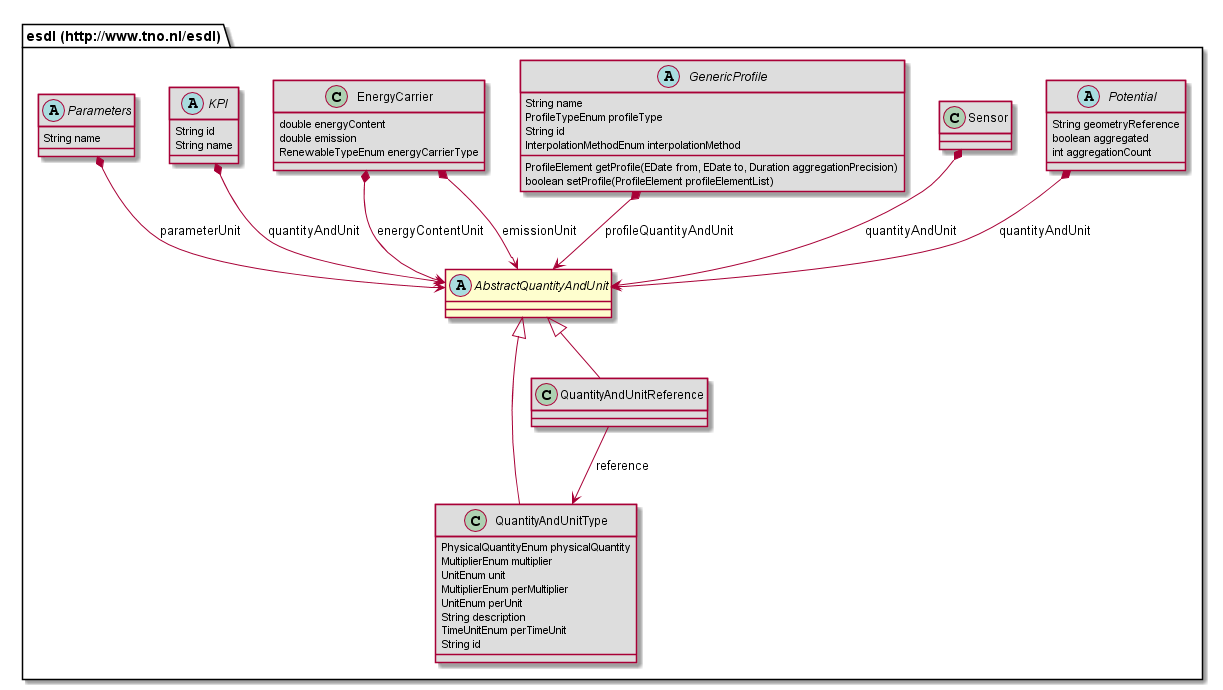 esdl (http://www.tno.nl/esdl)
A Parameters
String name
A KPI
String id
String name
C EnergyCarrier
double energyContent
double emission
RenewableTypeEnum energyCarrierType
A GenericProfile
String name
ProfileTypeEnum profileType
String id
InterpolationMethodEnum interpolationMethod
ProfileElement getProfile(EDate from, EDate to, Duration aggregationPrecision)
boolean setProfile(ProfileElement profileElementList)
C Sensor
A Potential
String geometryReference
boolean aggregated
int aggregationCount
parameterUnit
quantityAndUnit
energyContentUnit
emissionUnit
profileQuantityAndUnit
quantityAndUnit
quantityAndUnit
A AbstractQuantityAndUnit
C QuantityAndUnitReference
reference
C QuantityAndUnitType
PhysicalQuantityEnum physicalQuantity
MultiplierEnum multiplier
UnitEnum unit
MultiplierEnum perMultiplier
UnitEnum perUnit
String description
TimeUnitEnum perTimeUnit
String id